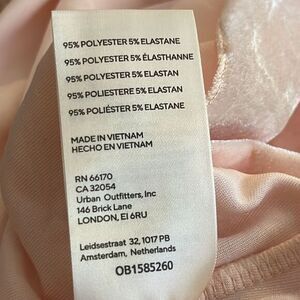 95% POLYESTER 5% ELASTANE
95% POLYESTER 5% ÉLASTHANNE
95% POLYESTER 5% ELASTAN
95% POLIESTERE 5% ELASTAN
95% POLIÉSTER 5% ELASTANE
MADE IN VIETNAM
HECHO EN VIETNAM
RN 66170
CA 32054
Urban Outfitters, Inc
146 Brick Lane
LONDON, E1 6RU
Leidsestraat 32, 1017 PB
Amsterdam, Netherlands
OB1585260